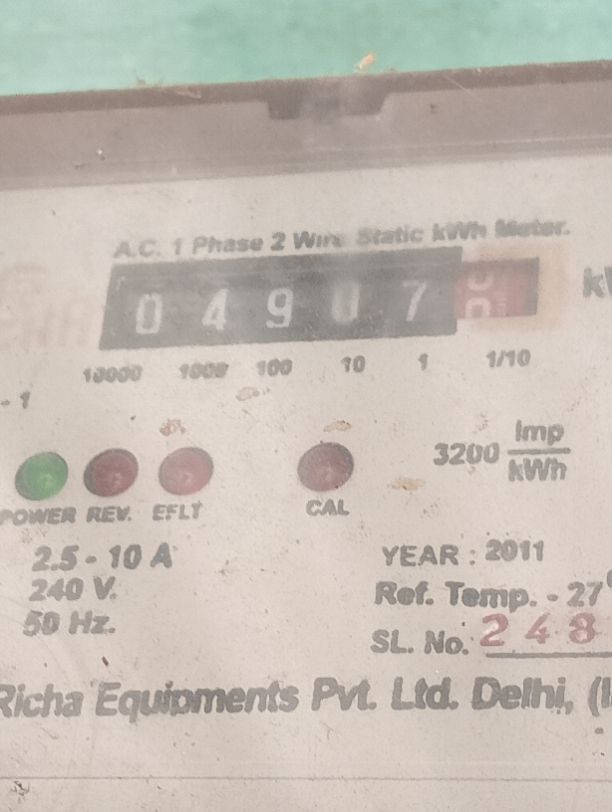 A.C. 1 Phase 2 Wire Static kWh Meter.
0 4 9 0 7
10000 1000 100 10 1 1/10
- 1
3200 Imp/kWh
POWER REV. EFLT CAL
2.5 - 10 A YEAR : 2011
240 V. Ref. Temp. - 27
50 Hz. SL. No. 248
Richa Equipments Pvt. Ltd. Delhi,